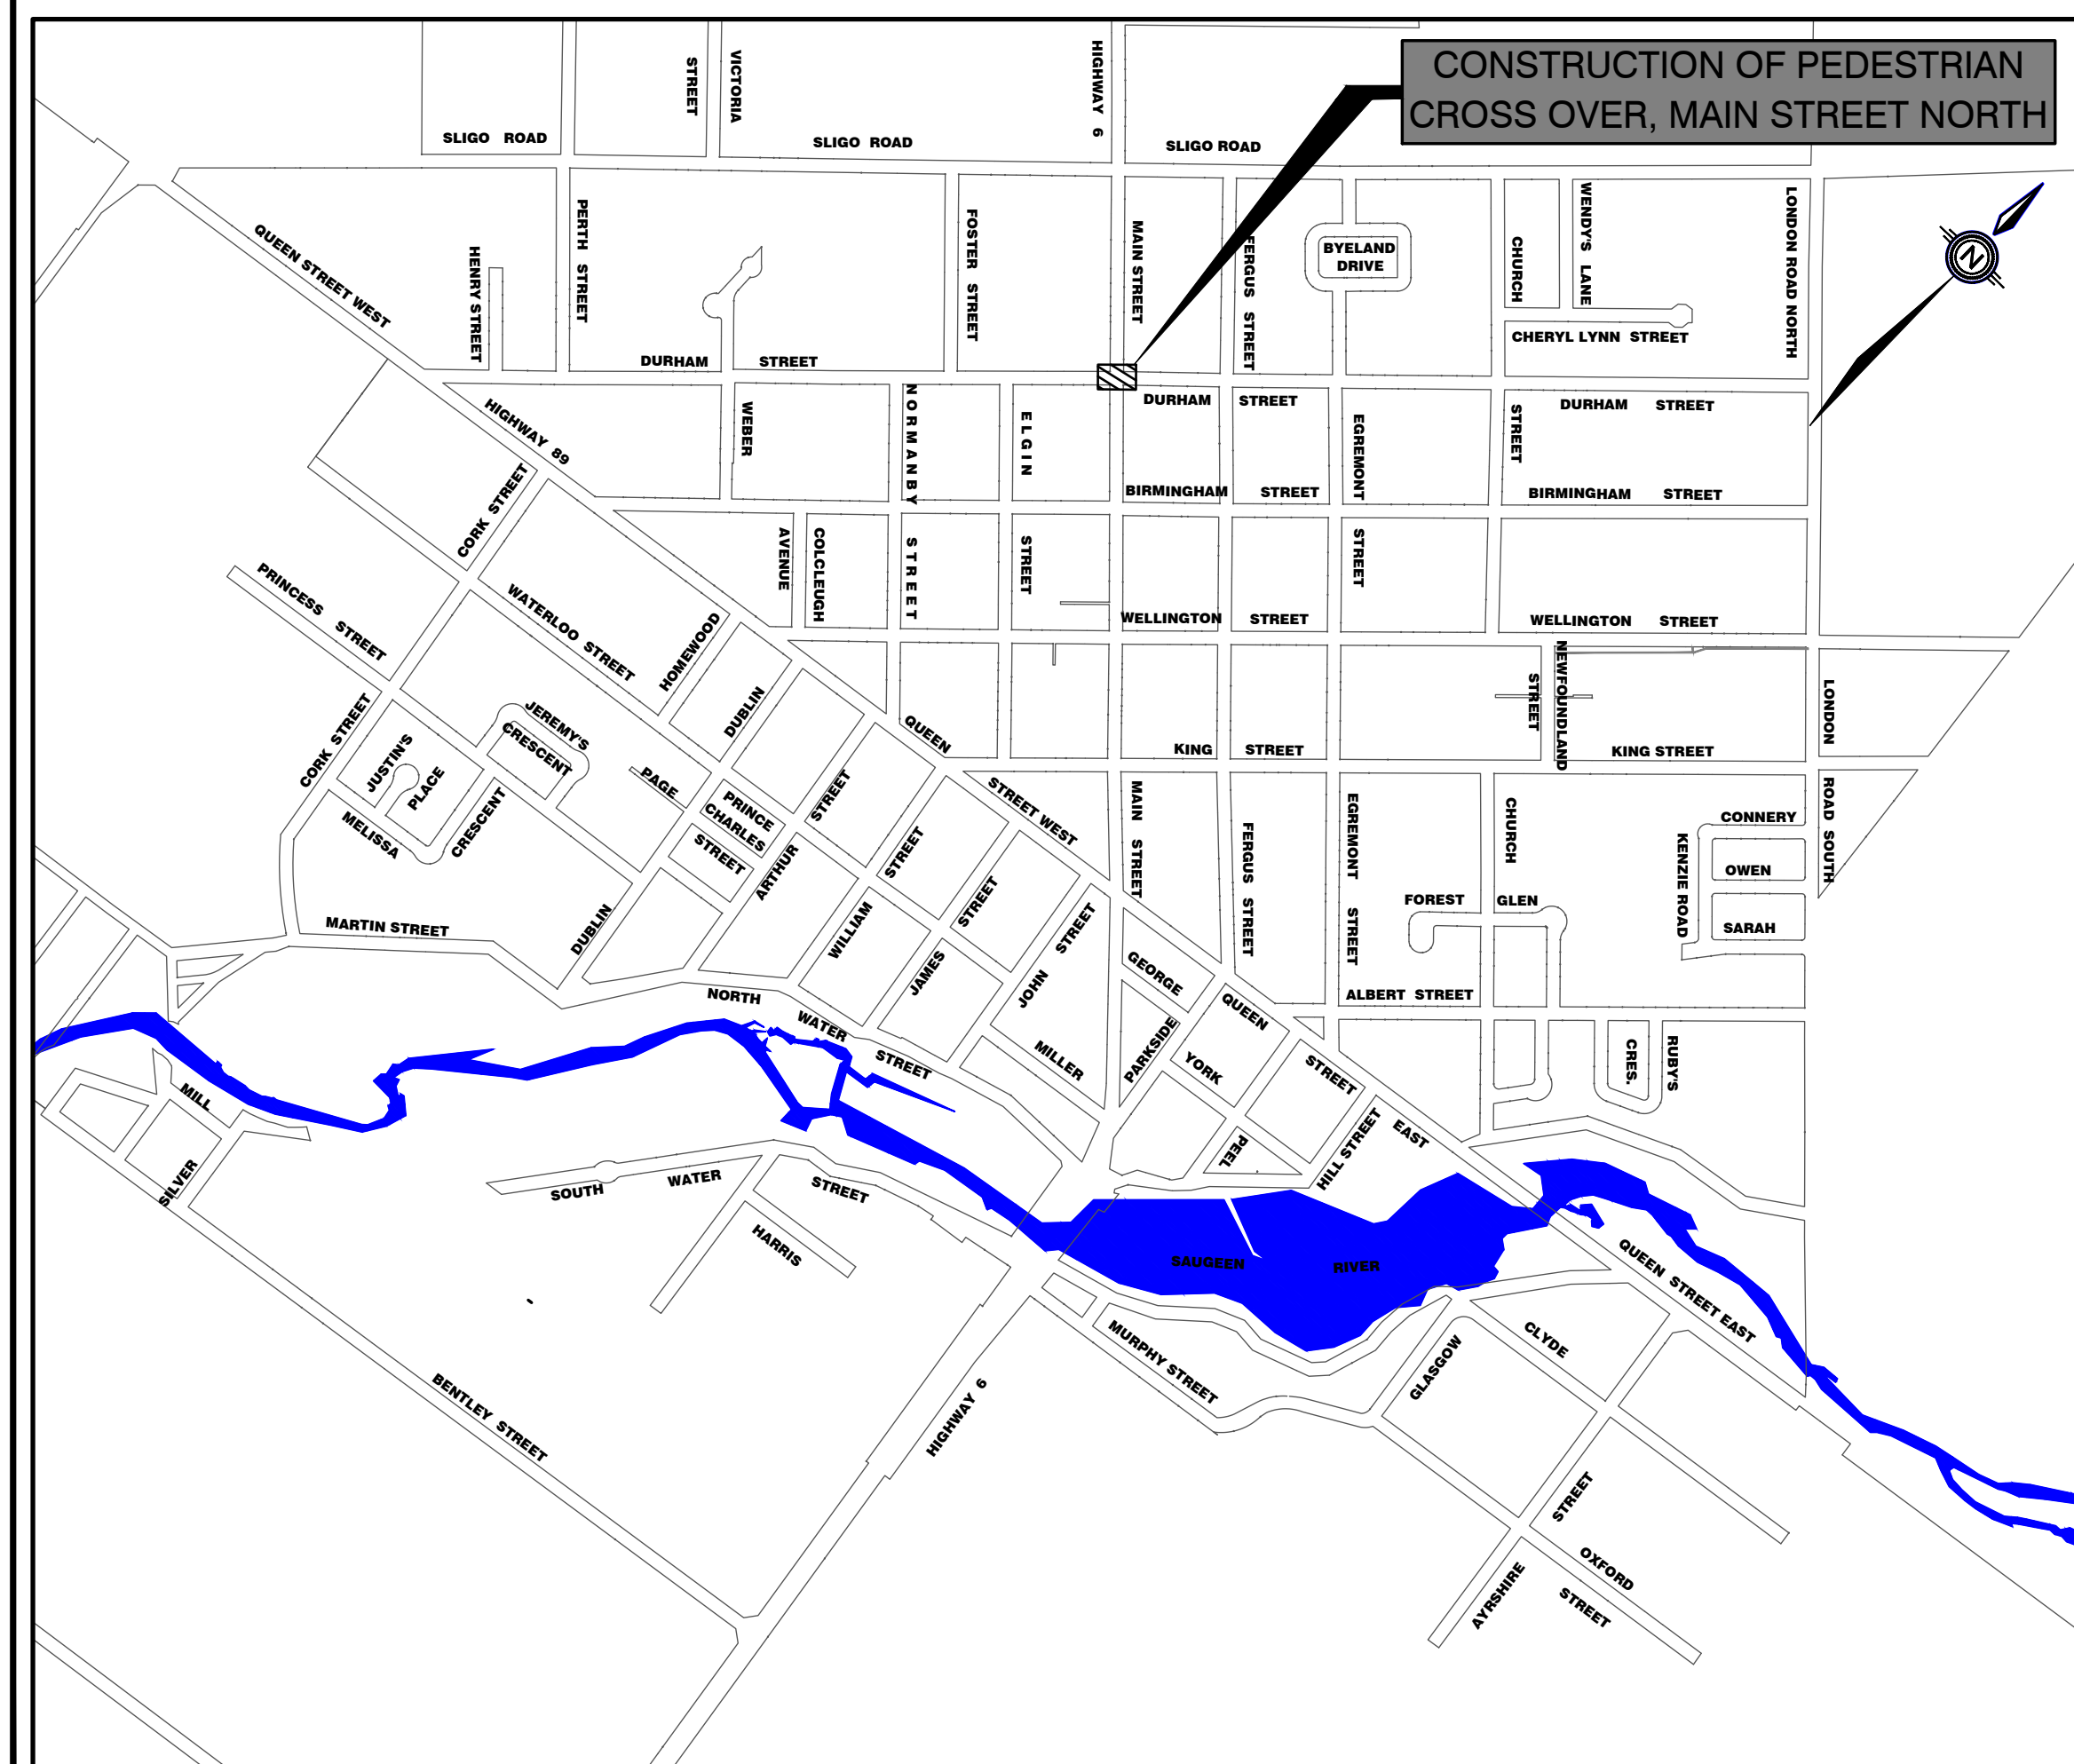 CONSTRUCTION OF PEDESTRIAN
CROSS OVER, MAIN STREET NORTH
STREET
VICTORIA
HIGHWAY 6
SLIGO ROAD
SLIGO ROAD
SLIGO ROAD
QUEEN STREET WEST
HENRY STREET
PERTH STREET
FOSTER STREET
MAIN STREET
FERGUS STREET
BYELAND
DRIVE
CHURCH
WENDY'S LANE
LONDON ROAD NORTH
N
CHERYL LYNN STREET
DURHAM STREET
DURHAM STREET
DURHAM STREET
HIGHWAY 89
WEBER
NORMANBY
ELGIN
EGREMONT
STREET
BIRMINGHAM STREET
BIRMINGHAM STREET
CORK STREET
AVENUE
COLCLEUGH
STREET
STREET
STREET
PRINCESS STREET
WATERLOO STREET
HOMEWOOD
WELLINGTON STREET
WELLINGTON STREET
NEWFOUNDLAND
STREET
LONDON
CORK STREET
JEREMY'S
CRESCENT
DUBLIN
QUEEN
KING STREET
KING STREET
JUSTIN'S
PLACE
PAGE
PRINCE
CHARLES
STREET
STREET
STREET WEST
MAIN STREET
FERGUS STREET
EGREMONT STREET
CHURCH
KENZIE ROAD
CONNERY
ROAD SOUTH
MELISSA
CRESCENT
ARTHUR
STREET
OWEN
FOREST GLEN
SARAH
MARTIN STREET
DUBLIN
WILLIAM
STREET
JAMES
STREET
JOHN
GEORGE
QUEEN
ALBERT STREET
NORTH
WATER
STREET
MILLER
PARKSIDE
YORK
STREET
CRES.
RUBY'S
MILL
SILVER
PEEL
HILL STREET
EAST
SOUTH
WATER
STREET
HARRIS
SAUGEEN
RIVER
QUEEN STREET EAST
MURPHY STREET
CLYDE
GLASGOW
BENTLEY STREET
HIGHWAY 6
STREET
OXFORD
STREET
AYRSHIRE